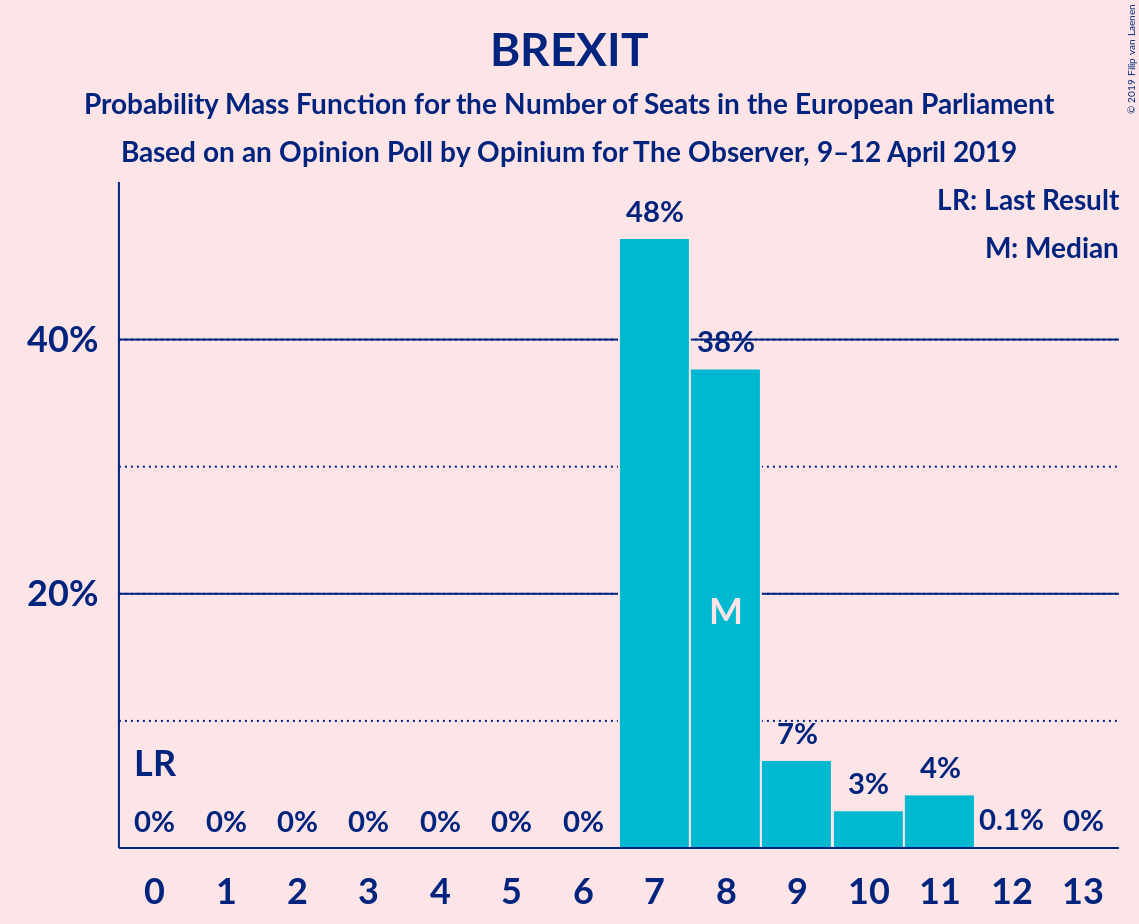 BREXIT
Probability Mass Function for the Number of Seats in the European Parliament
Based on an Opinion Poll by Opinium for The Observer, 9–12 April 2019
© 2019 Filip van Laenen
LR: Last Result
M: Median
48%
40%
38%
20%
M
7%
LR
3%
4%
0% 0% 0% 0% 0% 0% 0% 0.1% 0%
0 1 2 3 4 5 6 7 8 9 10 11 12 13